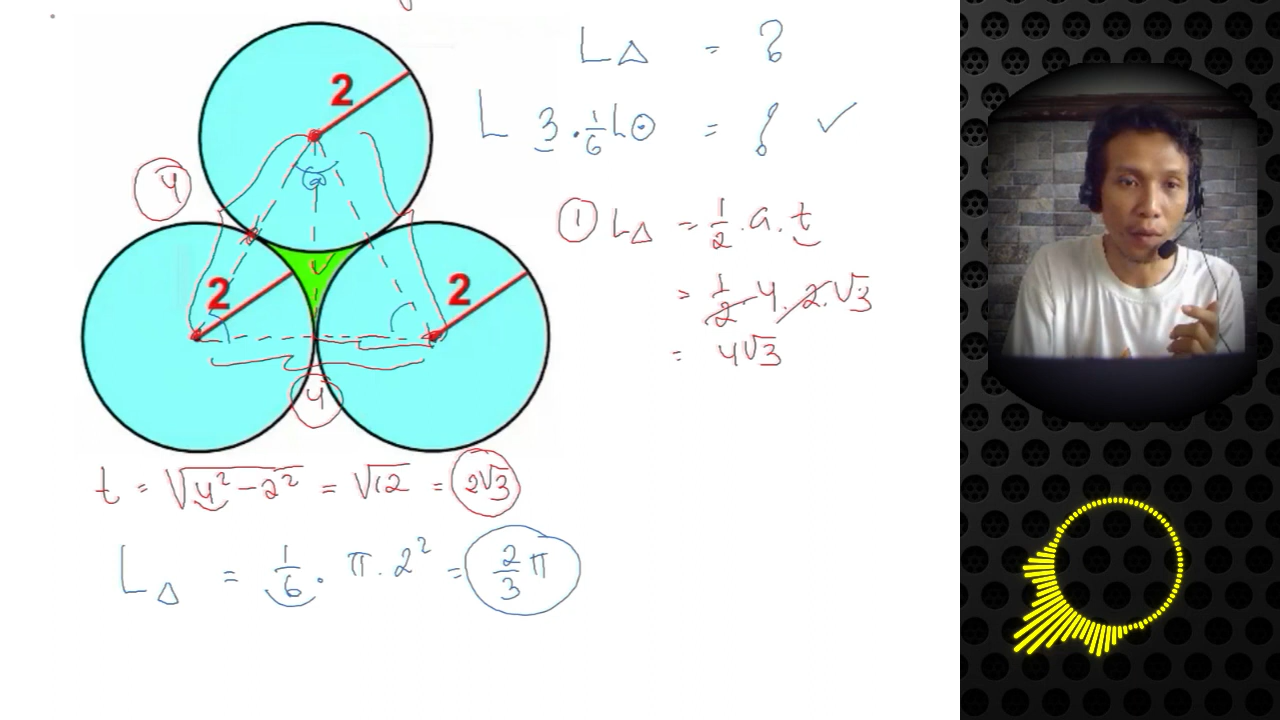 L△ = ?
2
L 3 · 1/6 L⊙ = ? ✓
4
① L△ = 1/2 · a · t
= 1/2 · 4 · 2 · √3
= 4√3
2
2
4
t = √(4² - 2²) = √12 = 2√3
L△ = 1/6 · π · 2² = 2/3 π